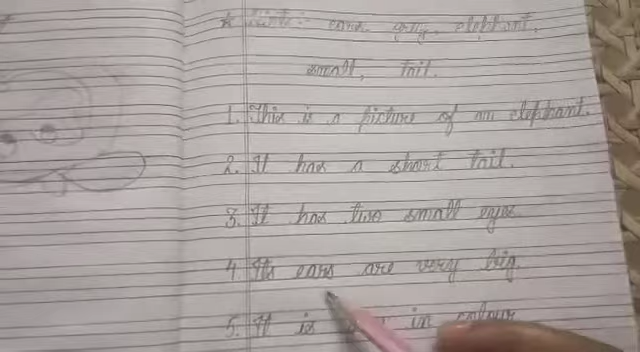 * Hints:- ears, grey, elephant,
small, tail.
1. This is a picture of an elephant.
2. It has a short tail.
3. It has two small eyes.
4. Its ears are very big.
5. It is in colour